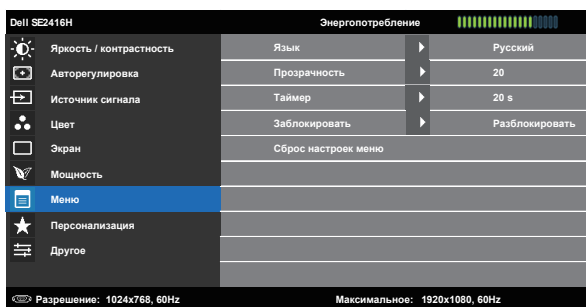 Dell SE2416H Энергопотребление
Яркость / контрастность Язык Русский
Авторегулировка Прозрачность 20
Источник сигнала Таймер 20 s
Цвет Заблокировать Разблокировать
Экран Сброс настроек меню
Мощность
Меню
Персонализация
Другое
Разрешение: 1024x768, 60Hz Максимальное: 1920x1080, 60Hz